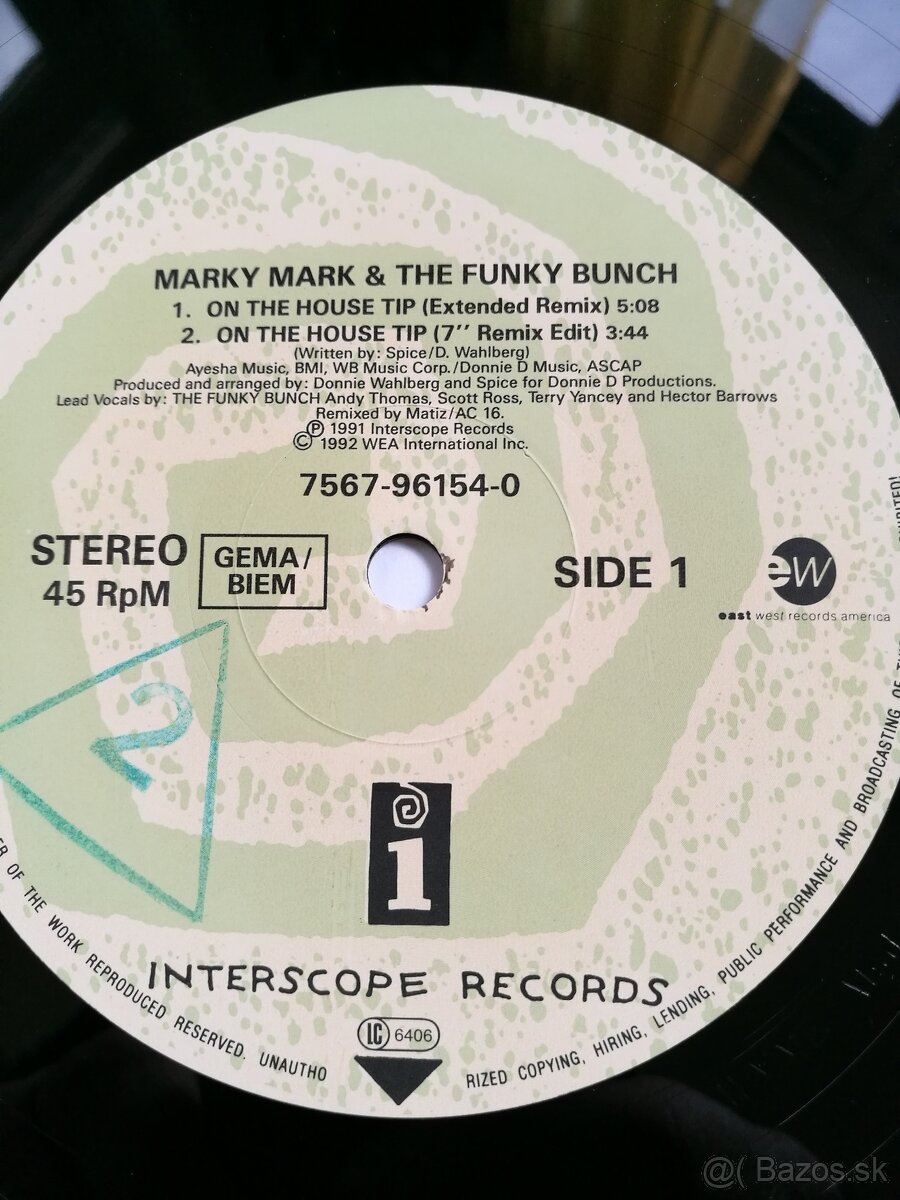 MARKY MARK & THE FUNKY BUNCH
1. ON THE HOUSE TIP (Extended Remix) 5:08
2. ON THE HOUSE TIP (7'' Remix Edit) 3:44
(Written by: Spice/D. Wahlberg)
Ayesha Music, BMI, WB Music Corp./Donnie D Music, ASCAP
Produced and arranged by: Donnie Wahlberg and Spice for Donnie D Productions.
Lead Vocals by: THE FUNKY BUNCH Andy Thomas, Scott Ross, Terry Yancey and Hector Barrows
Remixed by Matiz/AC 16.
Ⓟ 1991 Interscope Records
© 1992 WEA International Inc.
7567-96154-0
STEREO
45 RpM
GEMA/
BIEM
SIDE 1
ew
east west records america
2
i
INTERSCOPE RECORDS
LC 6406
OF THE WORK REPRODUCED RESERVED. UNAUTHO
RIZED COPYING, HIRING, LENDING, PUBLIC PERFORMANCE AND BROADCASTING OF
@( Bazos.sk